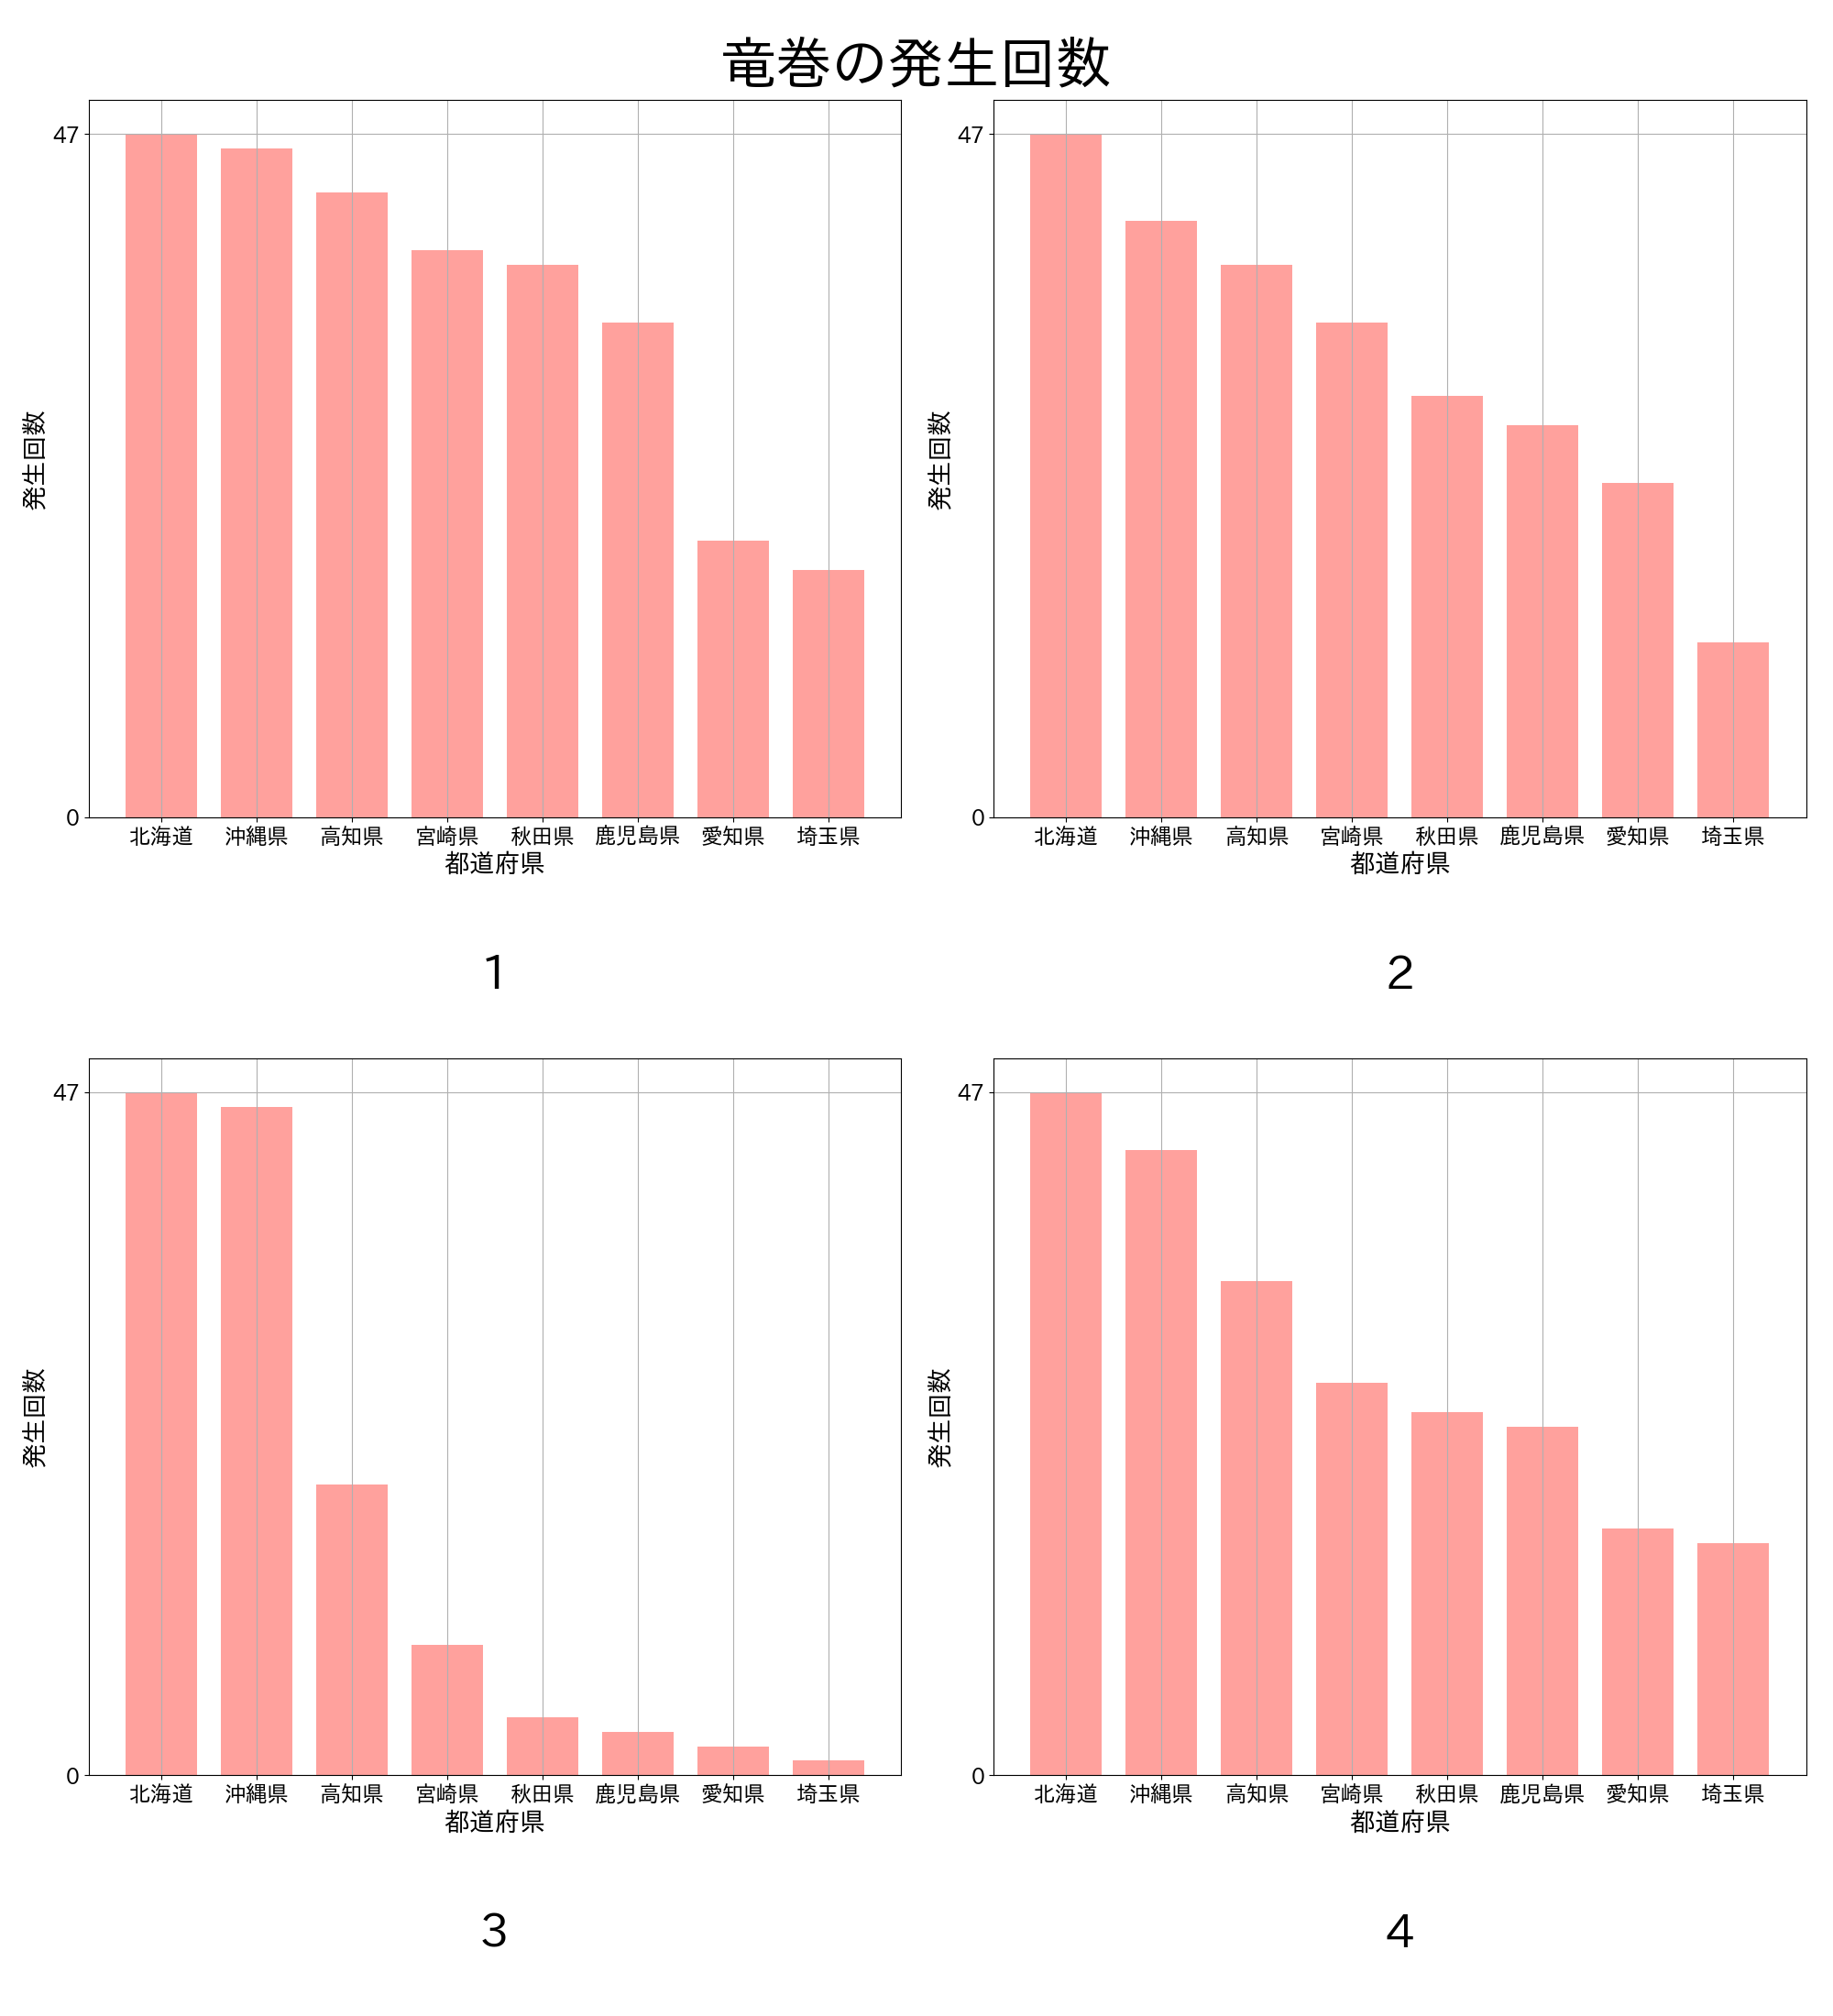 竜巻の発生回数
47
0
発生回数
北海道 沖縄県 高知県 宮崎県 秋田県 鹿児島県 愛知県 埼玉県
都道府県
1
47
0
発生回数
北海道 沖縄県 高知県 宮崎県 秋田県 鹿児島県 愛知県 埼玉県
都道府県
2
47
0
発生回数
北海道 沖縄県 高知県 宮崎県 秋田県 鹿児島県 愛知県 埼玉県
都道府県
3
47
0
発生回数
北海道 沖縄県 高知県 宮崎県 秋田県 鹿児島県 愛知県 埼玉県
都道府県
4